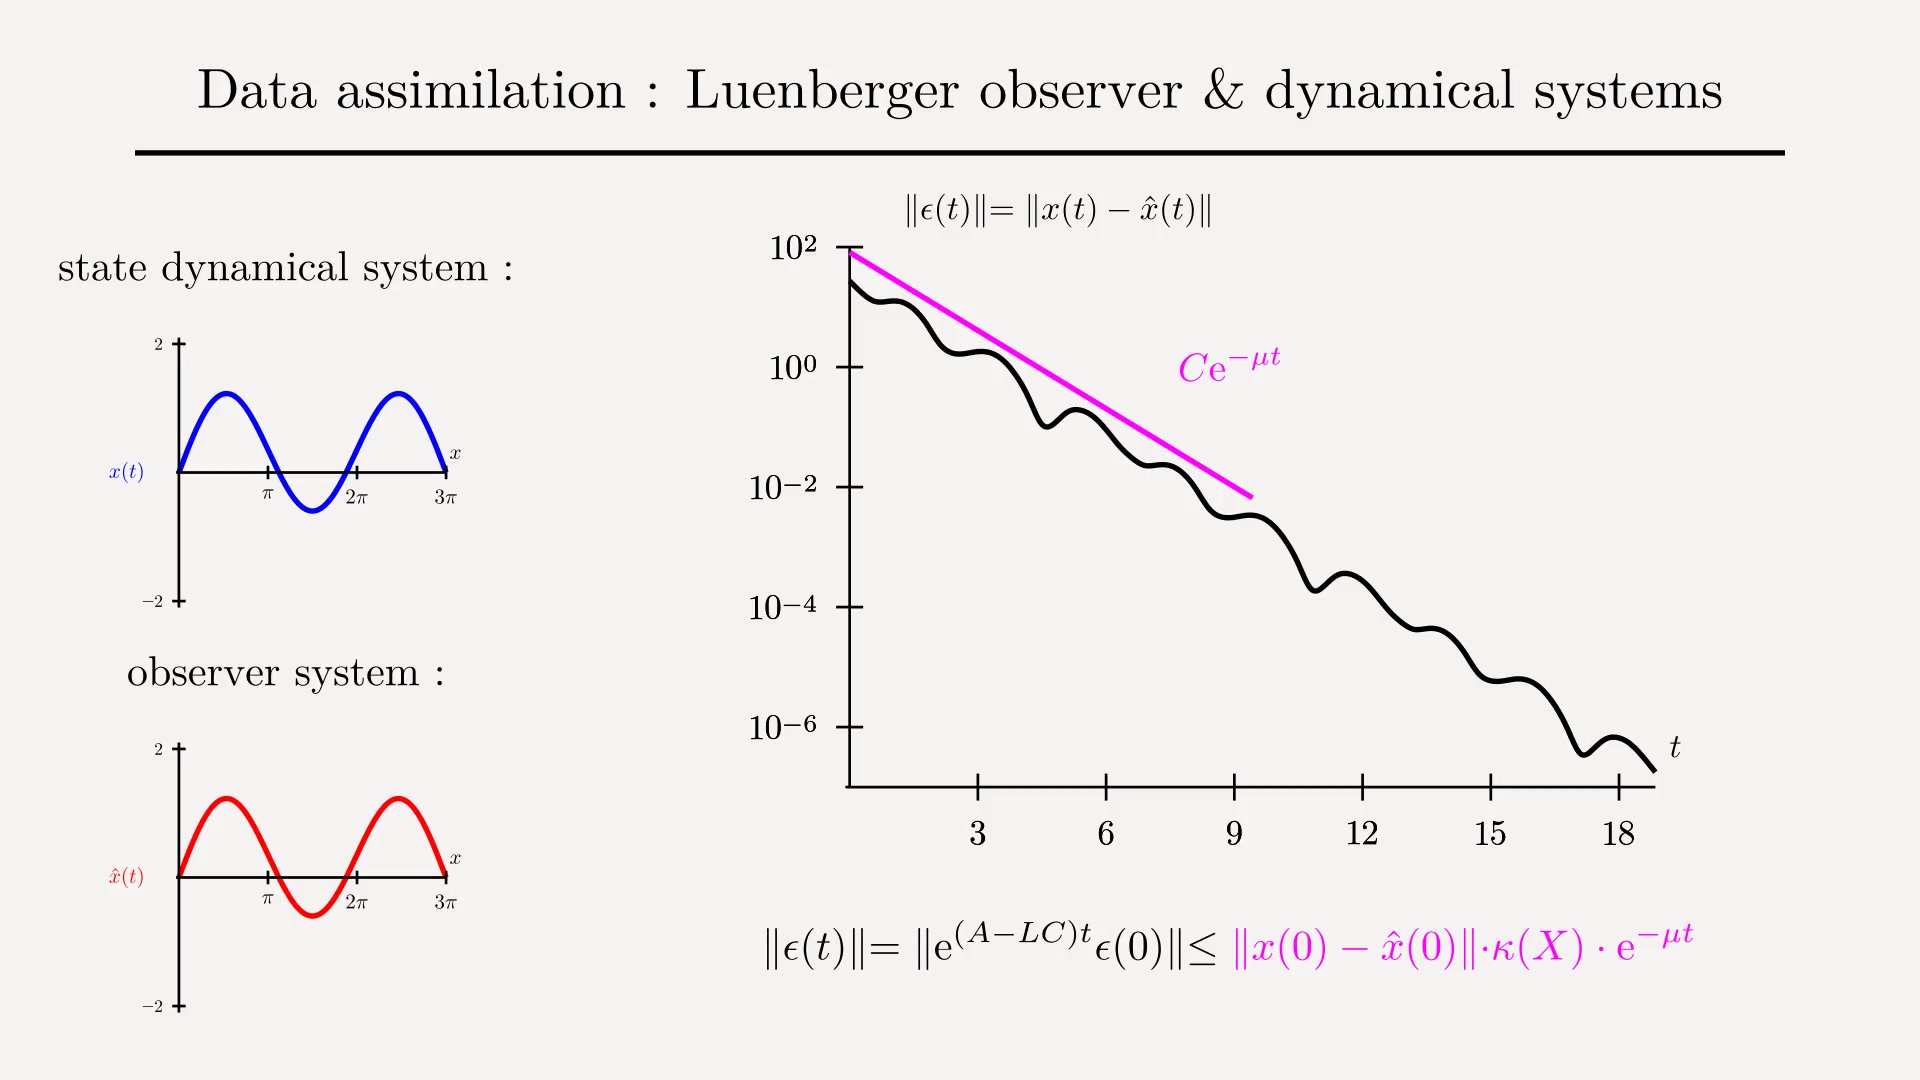 Data assimilation : Luenberger observer & dynamical systems
state dynamical system :
2
x(t)
x
π
2π
3π
−2
observer system :
2
x̂(t)
x
π
2π
3π
−2
‖ϵ(t)‖= ‖x(t) − x̂(t)‖
10²
10⁰
10⁻²
10⁻⁴
10⁻⁶
Ce^{−μt}
t
3 6 9 12 15 18
‖ϵ(t)‖= ‖e^{(A−LC)t}ϵ(0)‖≤ ‖x(0) − x̂(0)‖·κ(X) · e^{−μt}